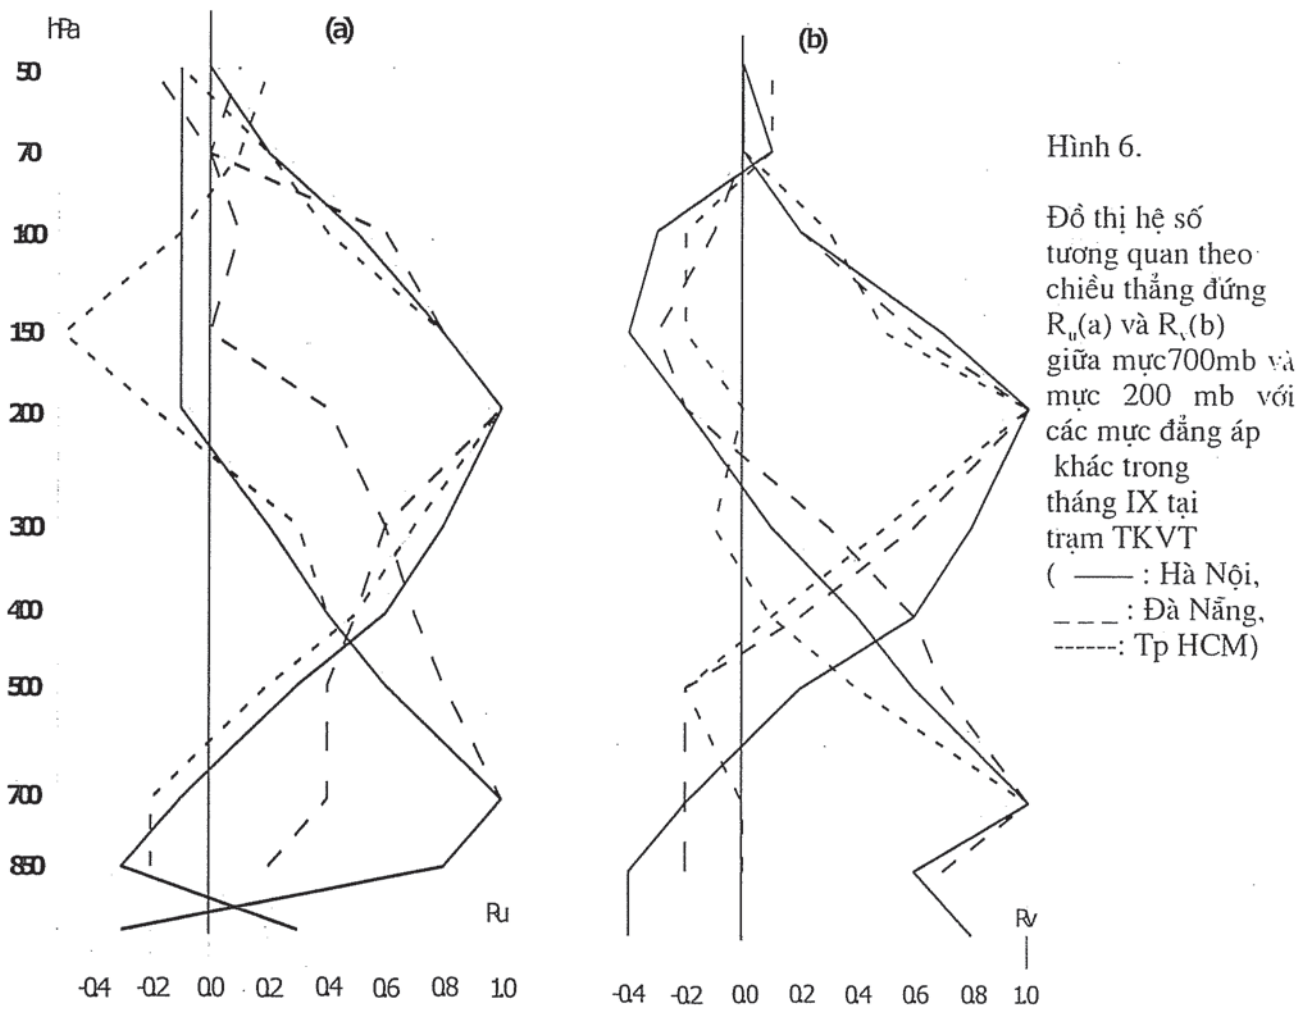 hPa
(a)
(b)
50
70
100
150
200
300
400
500
700
850
Ru
Rv
-0.4 -0.2 0.0 0.2 0.4 0.6 0.8 1.0
-0.4 -0.2 0.0 0.2 0.4 0.6 0.8 1.0
Hình 6.
Đồ thị hệ số
tương quan theo
chiều thẳng đứng
Ru(a) và Rv(b)
giữa mực700mb và
mực 200 mb với
các mực đẳng áp
khác trong
tháng IX tại
trạm TKVT
( —— : Hà Nội,
_ _ _ : Đà Nẵng,
------: Tp HCM)